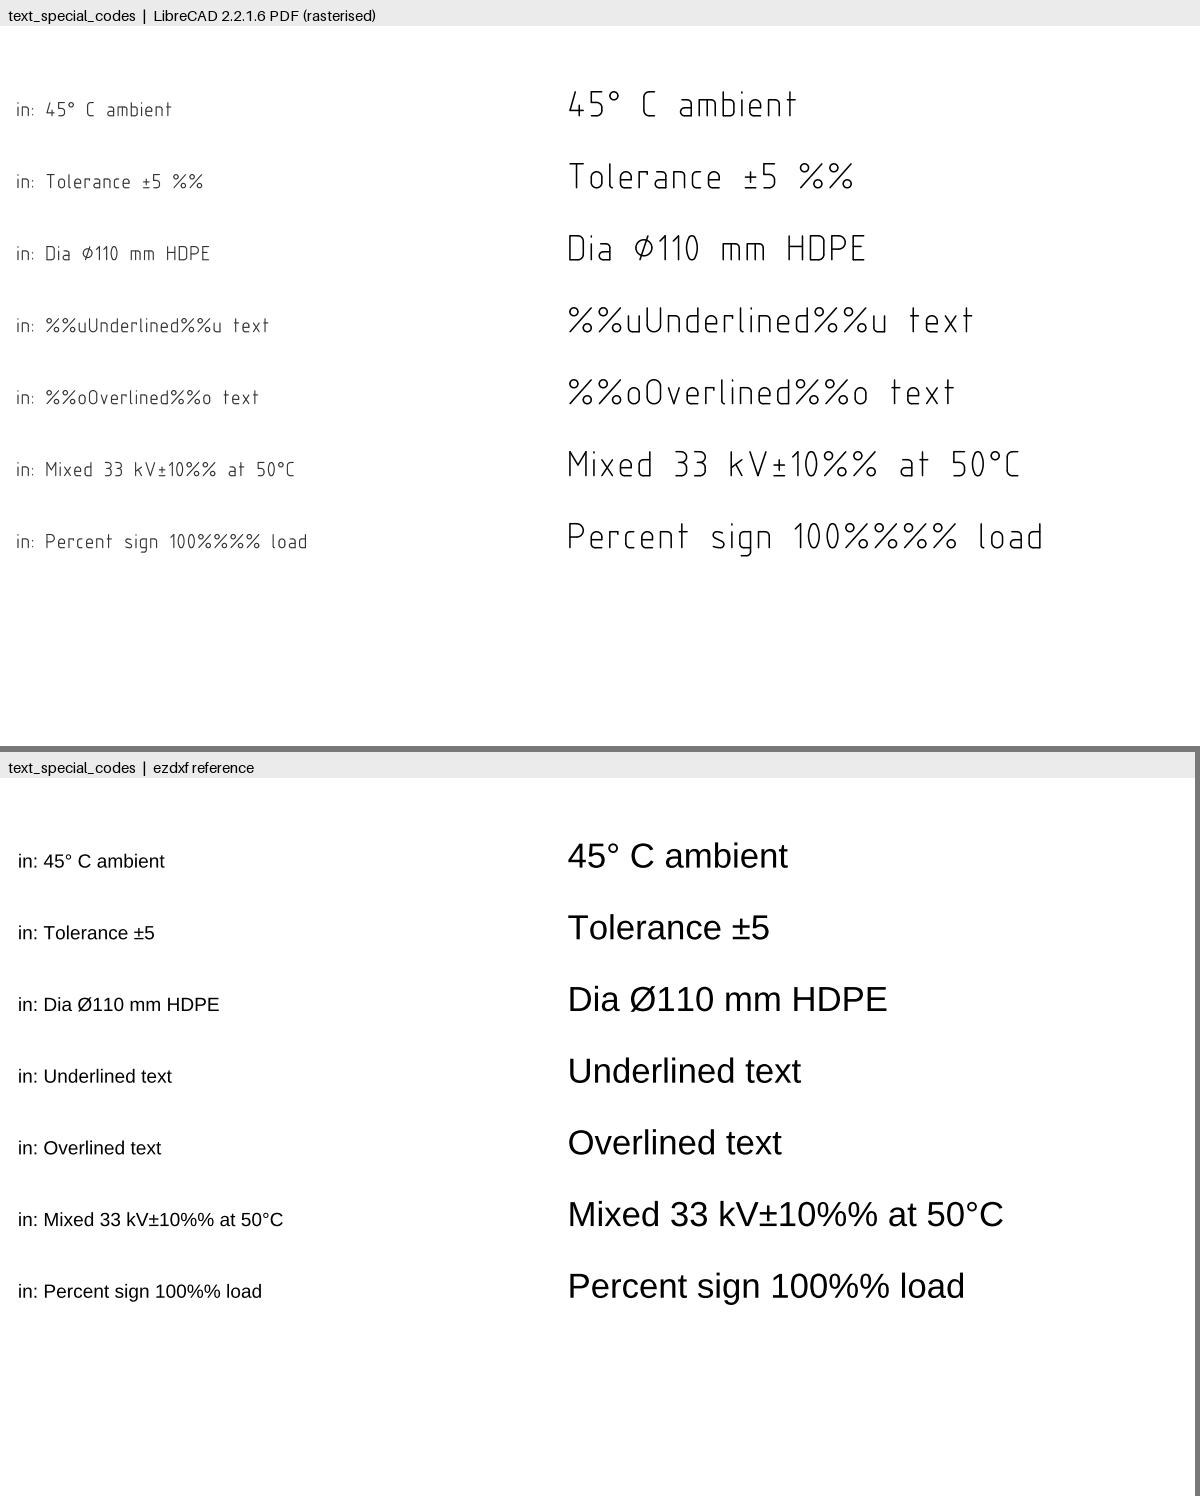 text_special_codes | LibreCAD 2.2.1.6 PDF (rasterised)
in: 45° C ambient 45° C ambient
in: Tolerance ±5 %% Tolerance ±5 %%
in: Dia Ø110 mm HDPE Dia Ø110 mm HDPE
in: %%uUnderlined%%u text %%uUnderlined%%u text
in: %%oOverlined%%o text %%oOverlined%%o text
in: Mixed 33 kV±10%% at 50°C Mixed 33 kV±10%% at 50°C
in: Percent sign 100%%%% load Percent sign 100%%%% load
text_special_codes | ezdxf reference
in: 45° C ambient 45° C ambient
in: Tolerance ±5 Tolerance ±5
in: Dia Ø110 mm HDPE Dia Ø110 mm HDPE
in: Underlined text Underlined text
in: Overlined text Overlined text
in: Mixed 33 kV±10%% at 50°C Mixed 33 kV±10%% at 50°C
in: Percent sign 100%% load Percent sign 100%% load